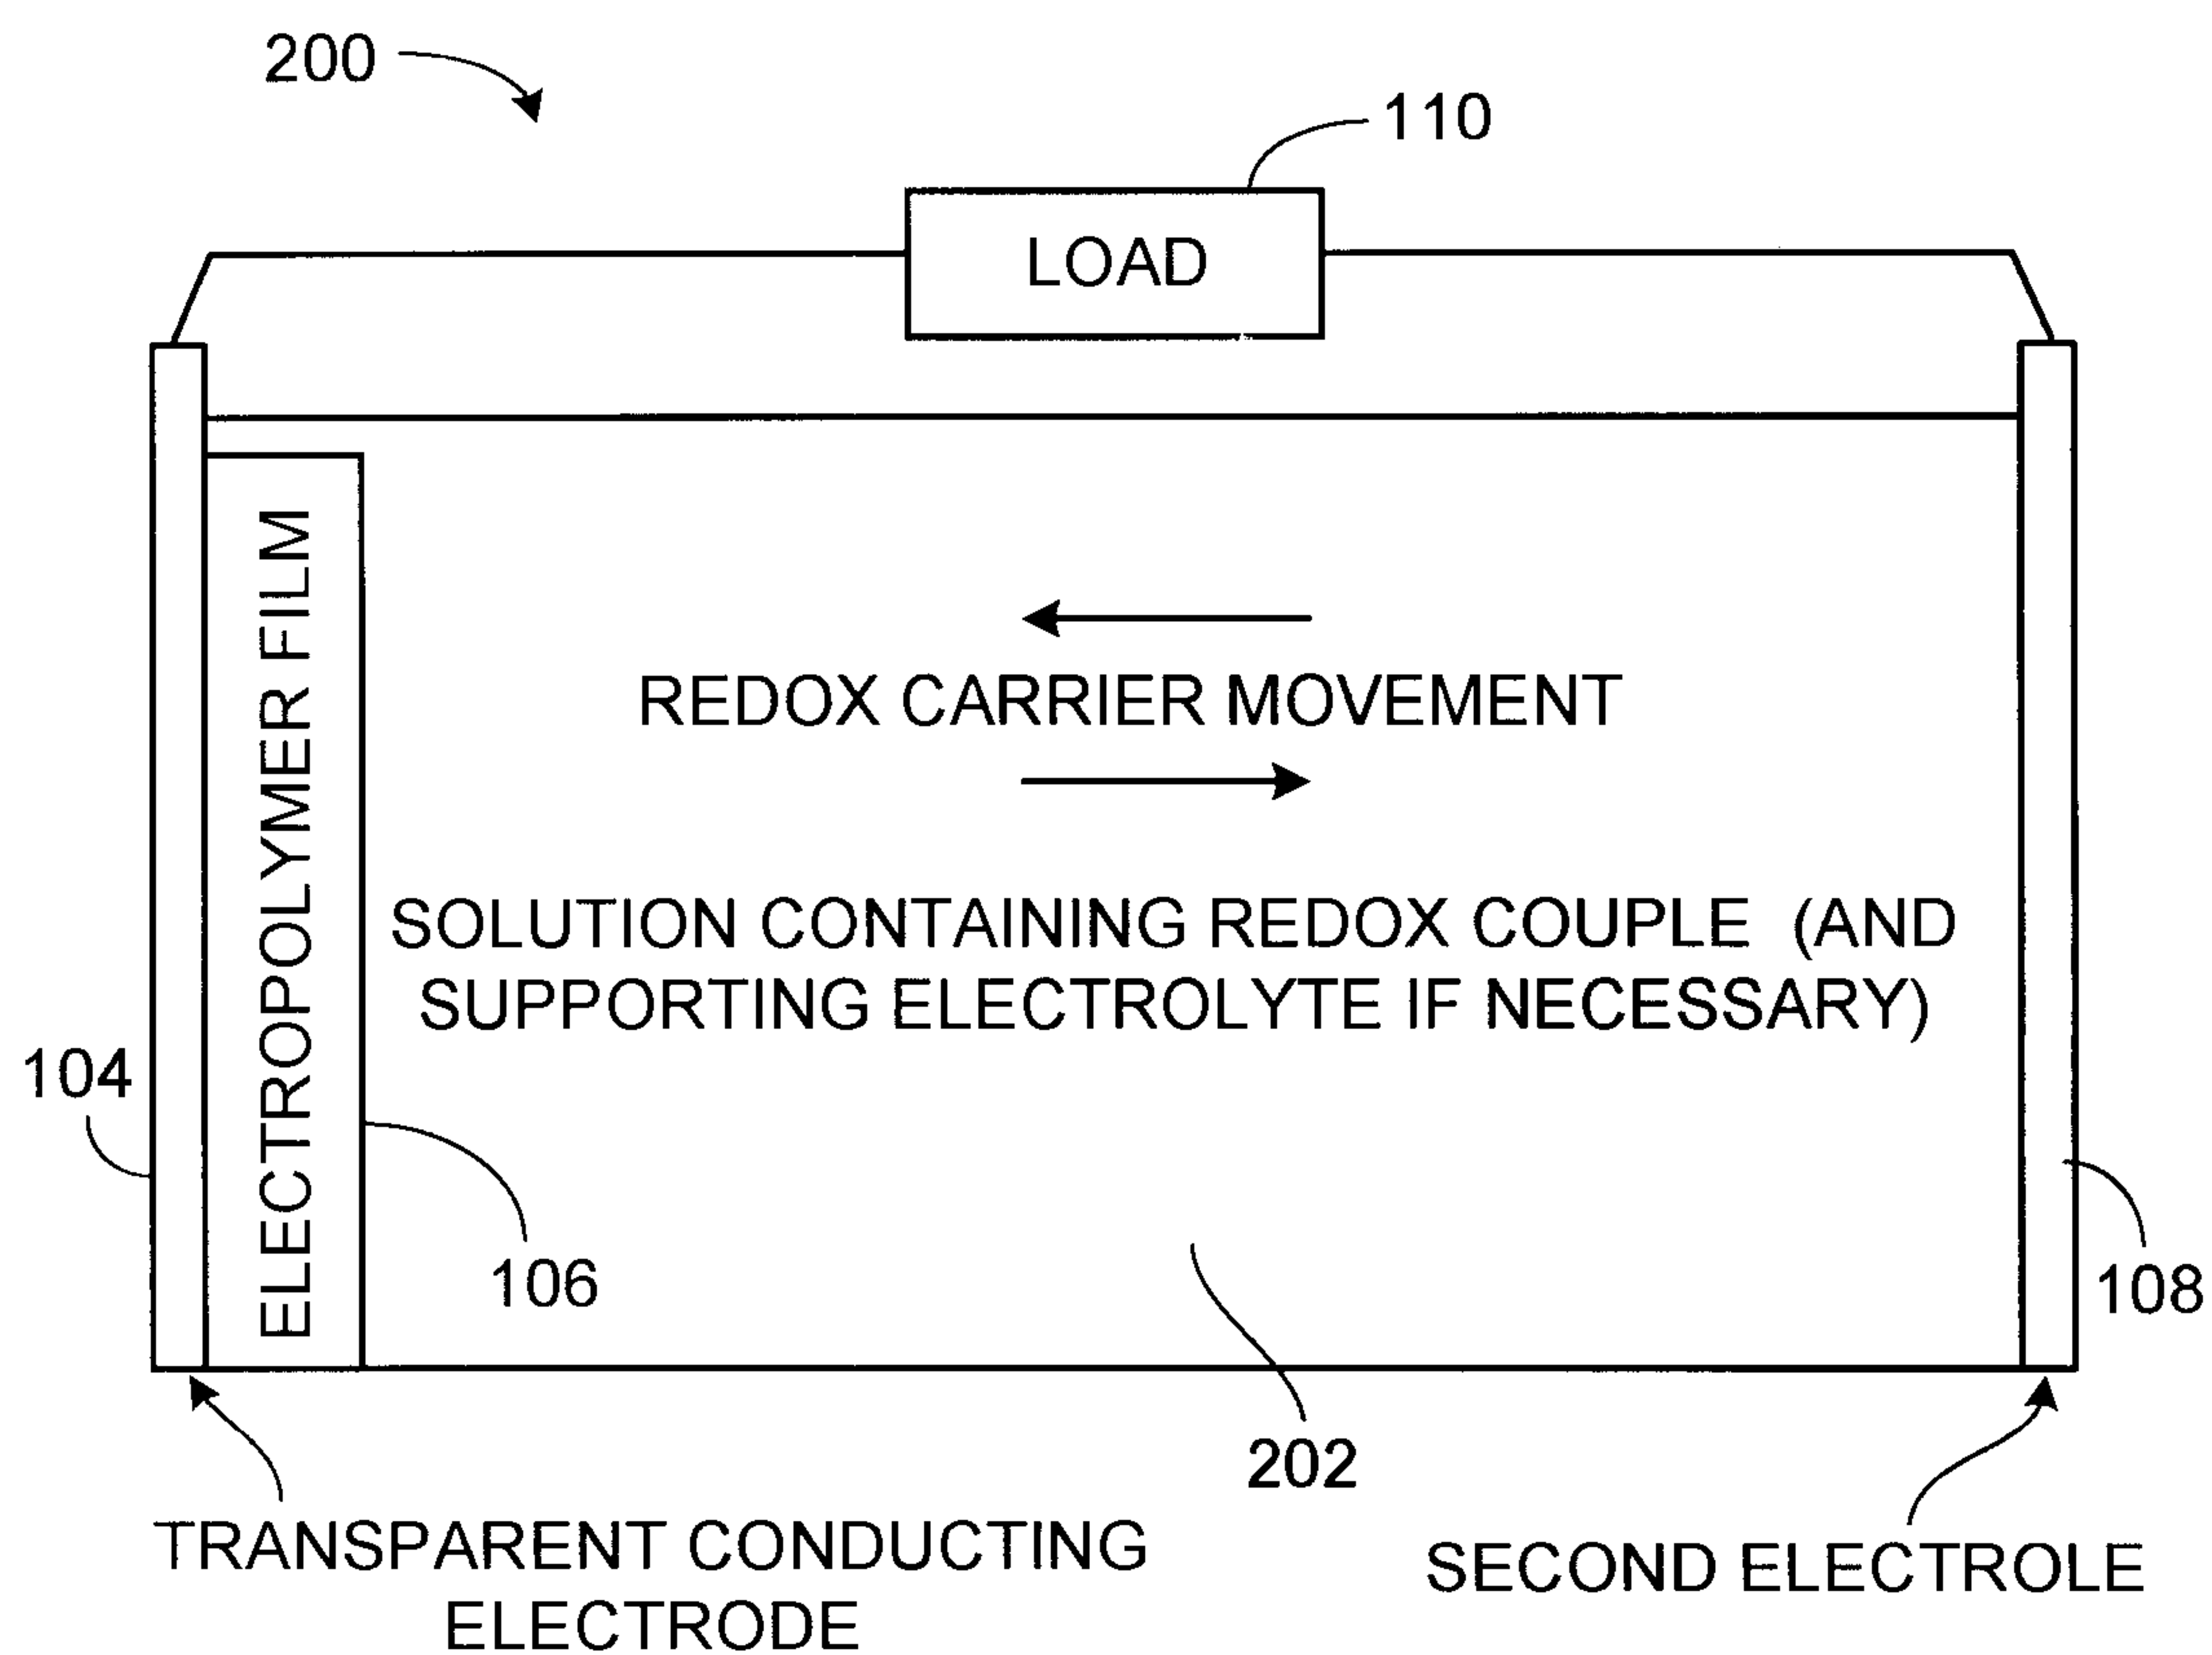 200
110
LOAD
ELECTROPOLYMER FILM
REDOX CARRIER MOVEMENT
SOLUTION CONTAINING REDOX COUPLE (AND
SUPPORTING ELECTROLYTE IF NECESSARY)
104
106
108
202
TRANSPARENT CONDUCTING
ELECTRODE
SECOND ELECTROLE